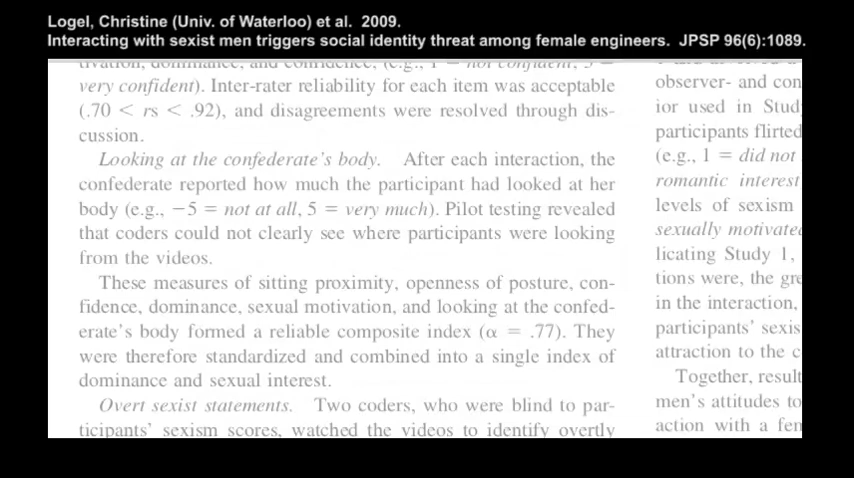 Logel, Christine (Univ. of Waterloo) et al. 2009.
Interacting with sexist men triggers social identity threat among female engineers. JPSP 96(6):1089.
very confident). Inter-rater reliability for each item was acceptable
(.70 < rs < .92), and disagreements were resolved through dis-
cussion.
Looking at the confederate's body. After each interaction, the
confederate reported how much the participant had looked at her
body (e.g., −5 = not at all, 5 = very much). Pilot testing revealed
that coders could not clearly see where participants were looking
from the videos.
These measures of sitting proximity, openness of posture, con-
fidence, dominance, sexual motivation, and looking at the confed-
erate's body formed a reliable composite index (α = .77). They
were therefore standardized and combined into a single index of
dominance and sexual interest.
Overt sexist statements. Two coders, who were blind to par-
ticipants' sexism scores, watched the videos to identify overtly
observer- and con
ior used in Stud
participants flirted
(e.g., 1 = did not
romantic interest
levels of sexism
sexually motivated
licating Study 1,
tions were, the gre
in the interaction,
participants' sexis
attraction to the c
Together, result
men's attitudes to
action with a fem